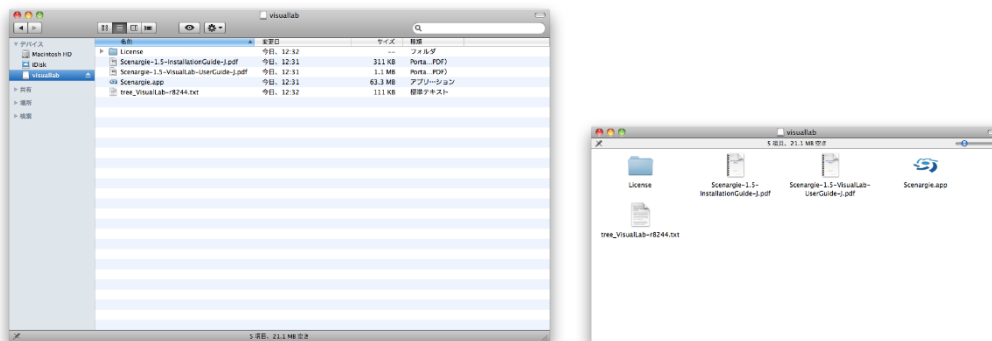 visuallab
名前 変更日 サイズ 種類
▼デバイス
Macintosh HD
iDisk
visuallab
▶共有
▶場所
▶検索
License 今日、12:32 -- フォルダ
Scenargie-1.5-InstallationGuide-J.pdf 今日、12:31 311 KB Porta...PDF)
Scenargie-1.5-VisualLab-UserGuide-J.pdf 今日、12:31 1.1 MB Porta...PDF)
Scenargie.app 今日、12:31 63.3 MB アプリ…ション
tree_VisualLab-r8244.txt 今日、12:32 111 KB 標準テキスト
5 項目、21.1 MB 空き
visuallab
5 項目、21.1 MB 空き
License
Scenargie-1.5-
InstallationGuide-J.pdf
Scenargie-1.5-VisualLab-
UserGuide-J.pdf
Scenargie.app
tree_VisualLab-r8244.txt